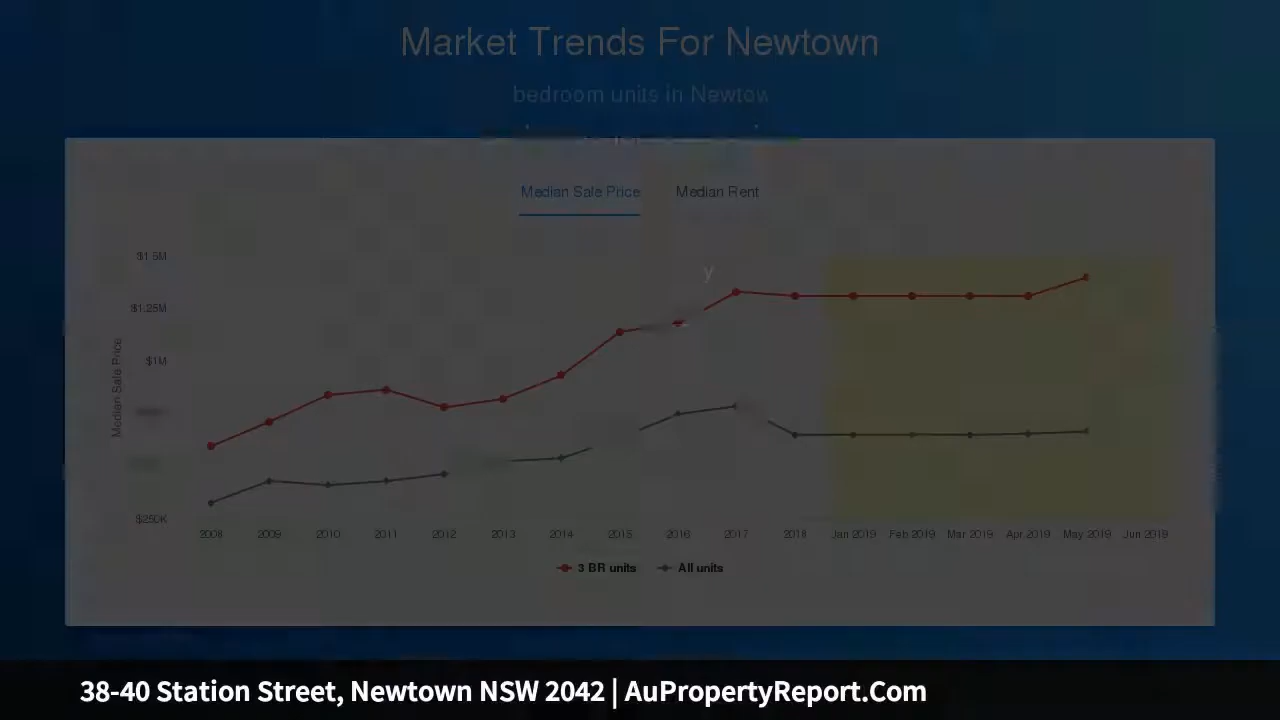 Market Trends For Newtown
bedroom units in Newtow
Median Sale Price Median Rent
$1.5M
$1.25M
$1M
$250K
Median Sale Price
2008 2009 2010 2011 2012 2013 2014 2015 2016 2017 2018 Jan 2019 Feb 2019 Mar 2019 Apr 2019 May 2019 Jun 2019
y
3 BR units All units
38-40 Station Street, Newtown NSW 2042 | AuPropertyReport.Com